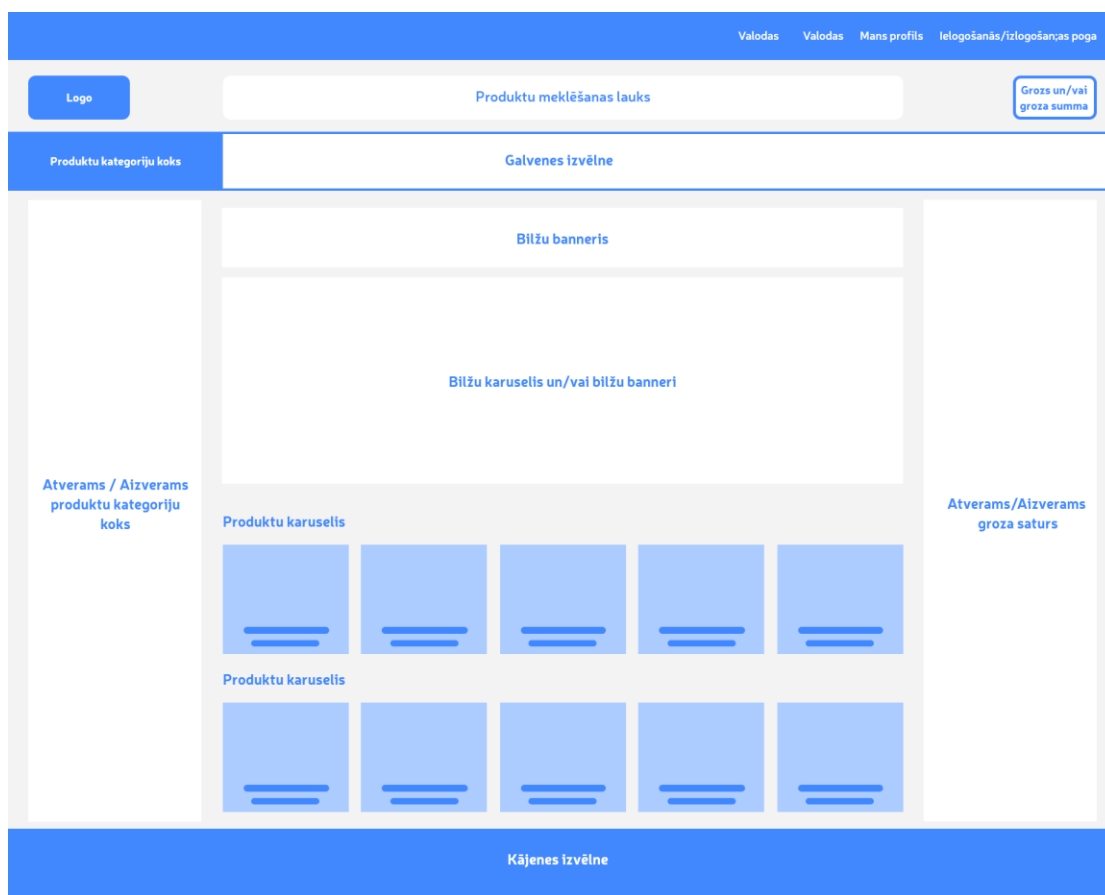 Valodas Valodas Mans profils Ielogošanās/izlogošan;as poga
Logo
Produktu meklēšanas lauks
Grozs un/vai
groza summa
Produktu kategoriju koks
Galvenes izvēlne
Bilžu banneris
Bilžu karuselis un/vai bilžu banneri
Atverams / Aizverams
produktu kategoriju
koks
Atverams/Aizverams
groza saturs
Produktu karuselis
Produktu karuselis
Kājenes izvēlne